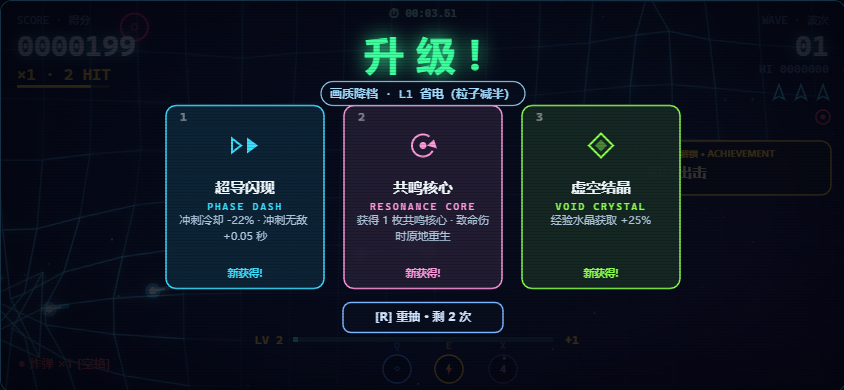 SCORE · 得分
00:03.51
WAVE · 波次
0000199
01
×1 · 2 HIT
HI 0000000
升级！
画质降档 · L1 省电 (粒子减半)
1
超导闪现
PHASE DASH
冲刺冷却 -22% · 冲刺无敌
+0.05 秒
新获得!
2
共鸣核心
RESONANCE CORE
获得 1 枚共鸣核心 · 致命伤
时原地重生
新获得!
3
虚空结晶
VOID CRYSTAL
经验水晶获取 +25%
新获得!
• ACHIEVEMENT
出击
[R] 重抽 · 剩 2 次
LV 2
+1
Q
E
X
4